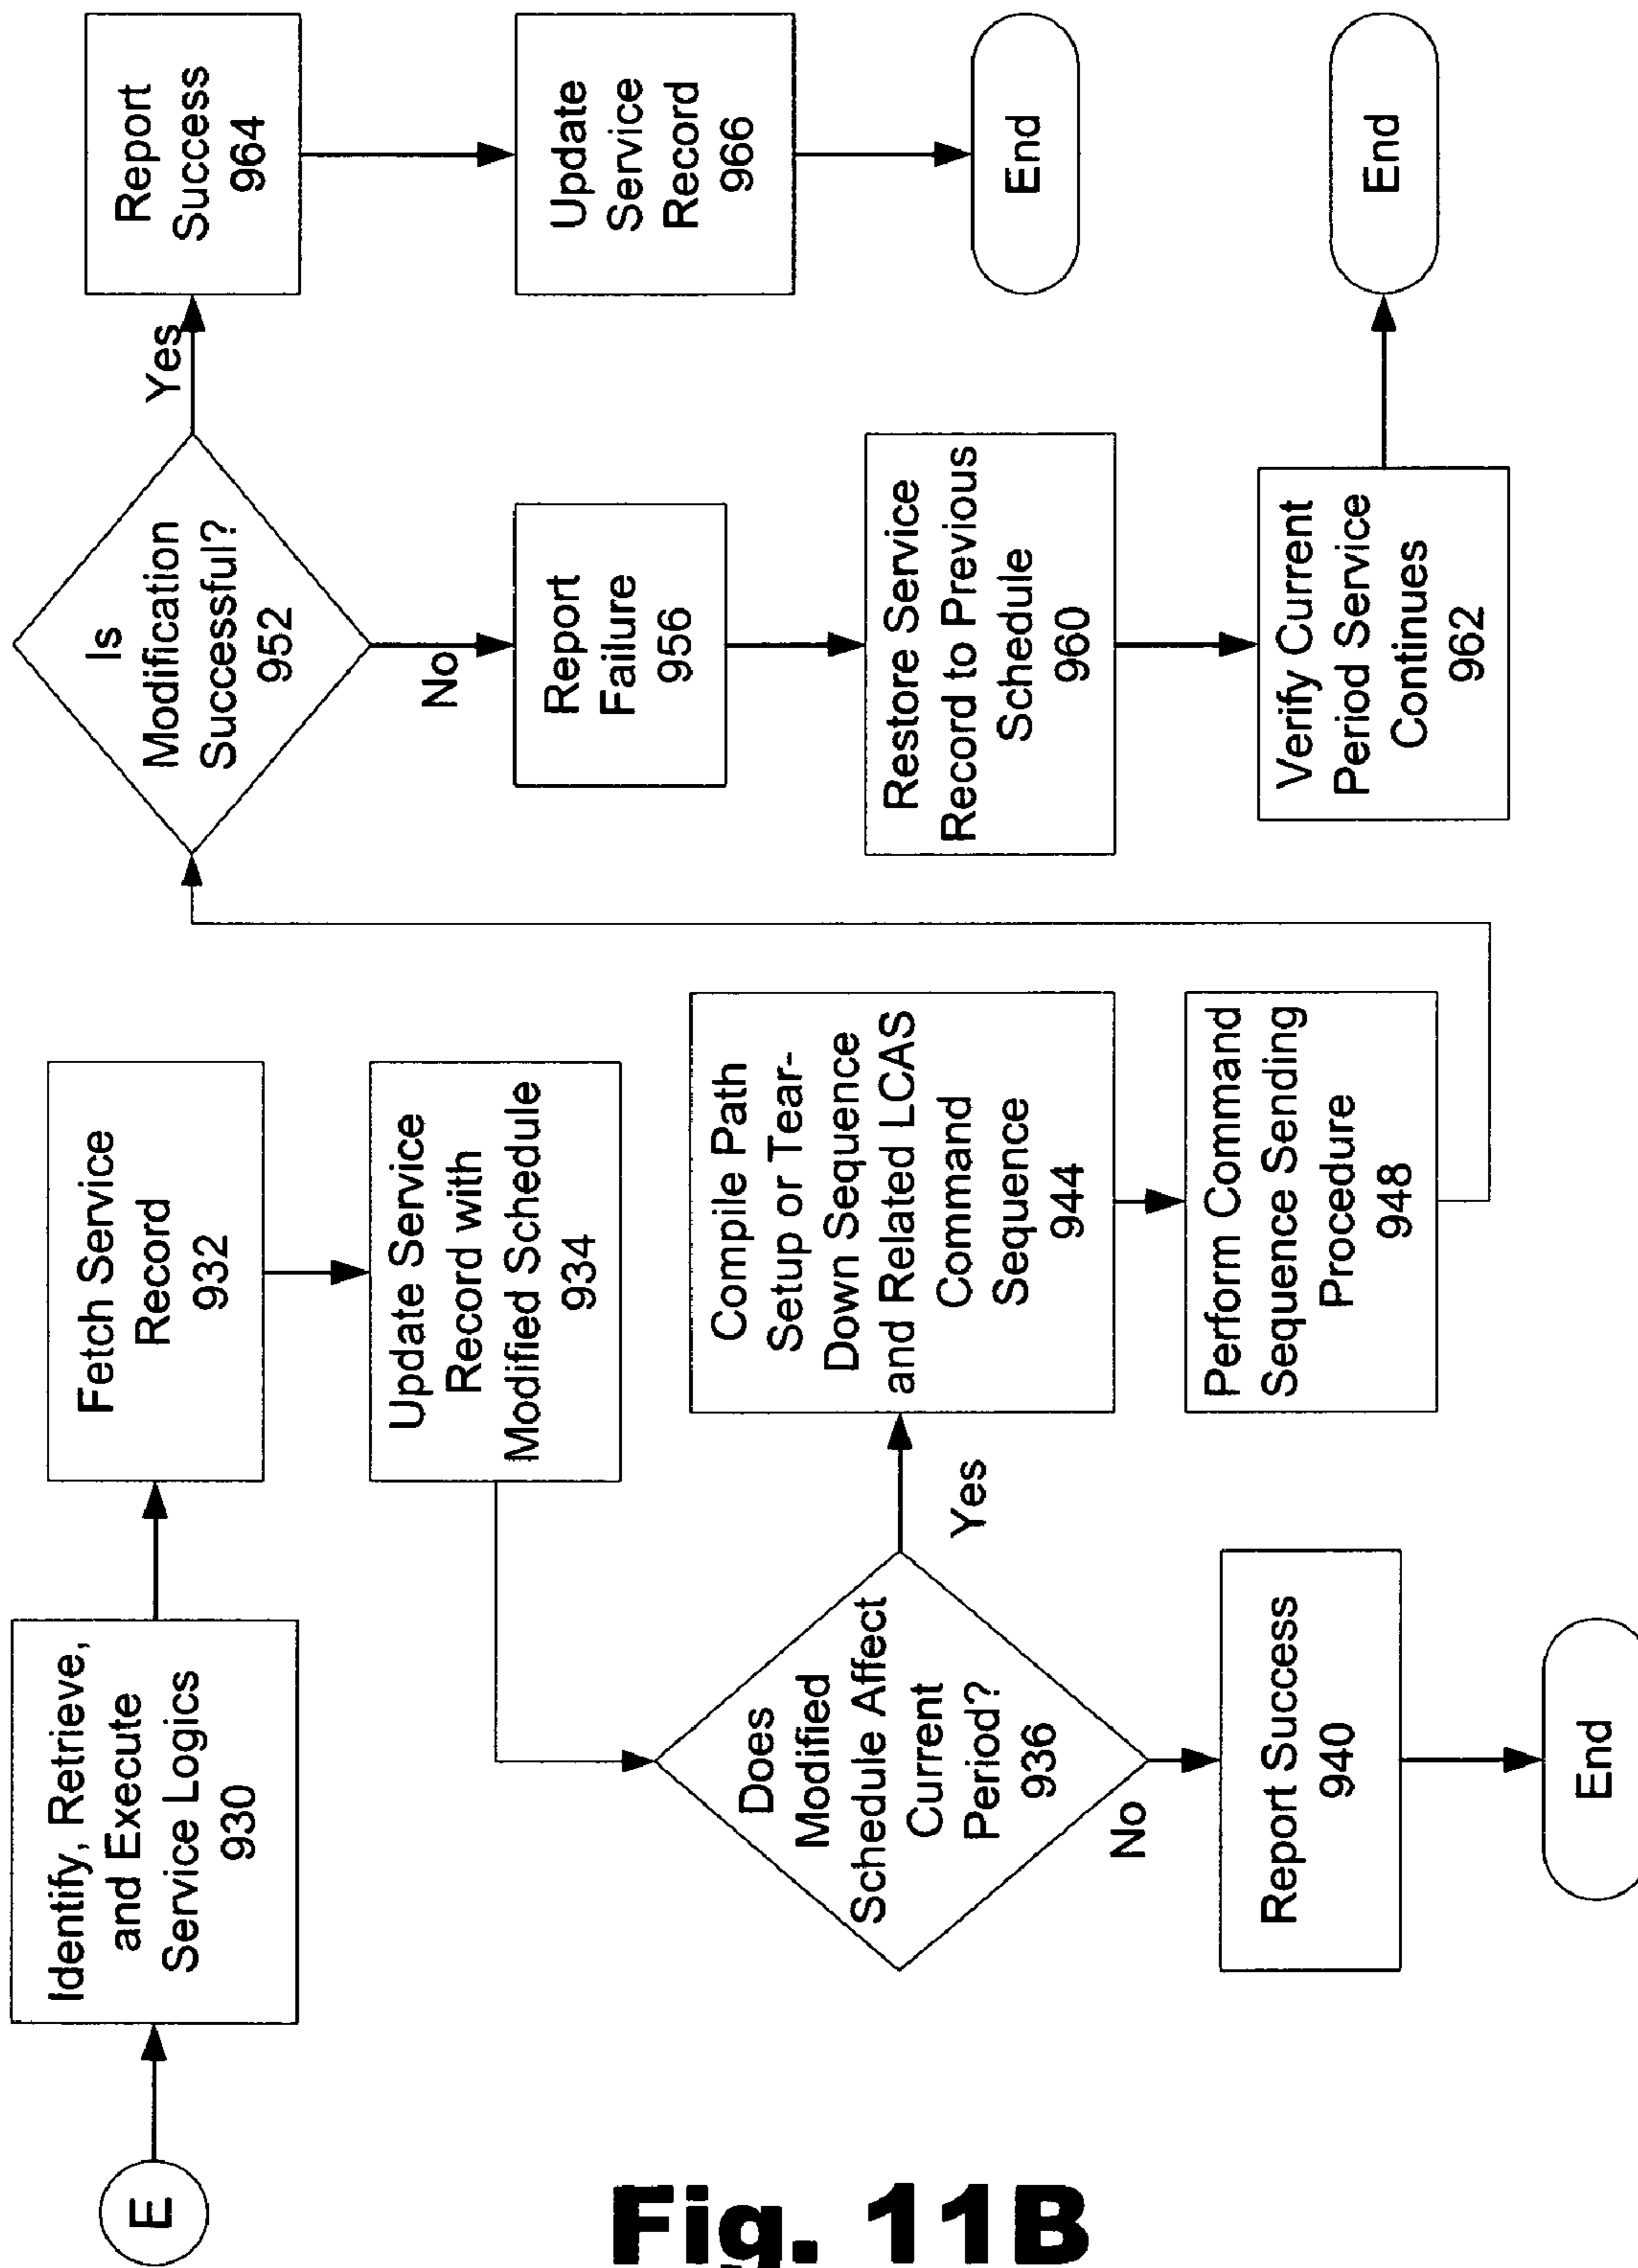 E
Identify, Retrieve,
and Execute
Service Logics
930
Fetch Service
Record
932
Update Service
Record with
Modified Schedule
934
Does
Modified
Schedule Affect
Current
Period?
936
Yes
No
Report Success
940
End
Compile Path
Setup or Tear-
Down Sequence
and Related LCAS
Command
Sequence
944
Perform Command
Sequence Sending
Procedure
948
Is
Modification
Successful?
952
Yes
No
Report
Failure
956
Restore Service
Record to Previous
Schedule
960
Verify Current
Period Service
Continues
962
End
Report
Success
964
Update
Service
Record
966
End
Fig. 11B